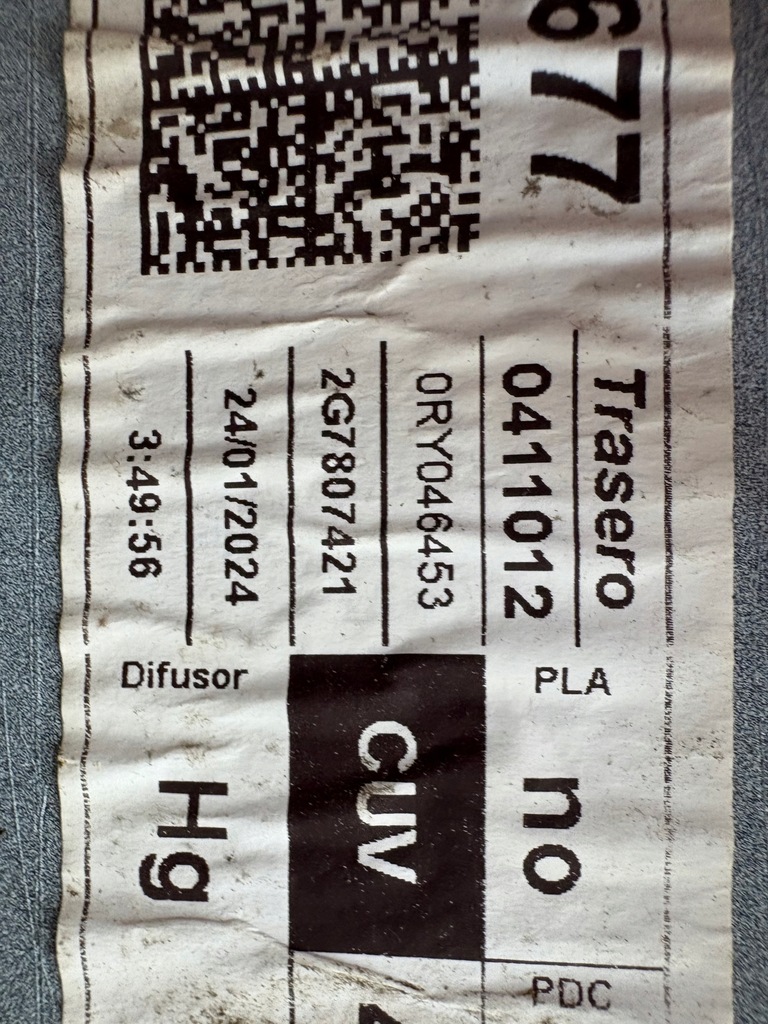 677
Trasero
0411012
0RY046453
2G7807421
24/01/2024
3:49:56
PLA
no
CUV
Difusor
Hg
PDC